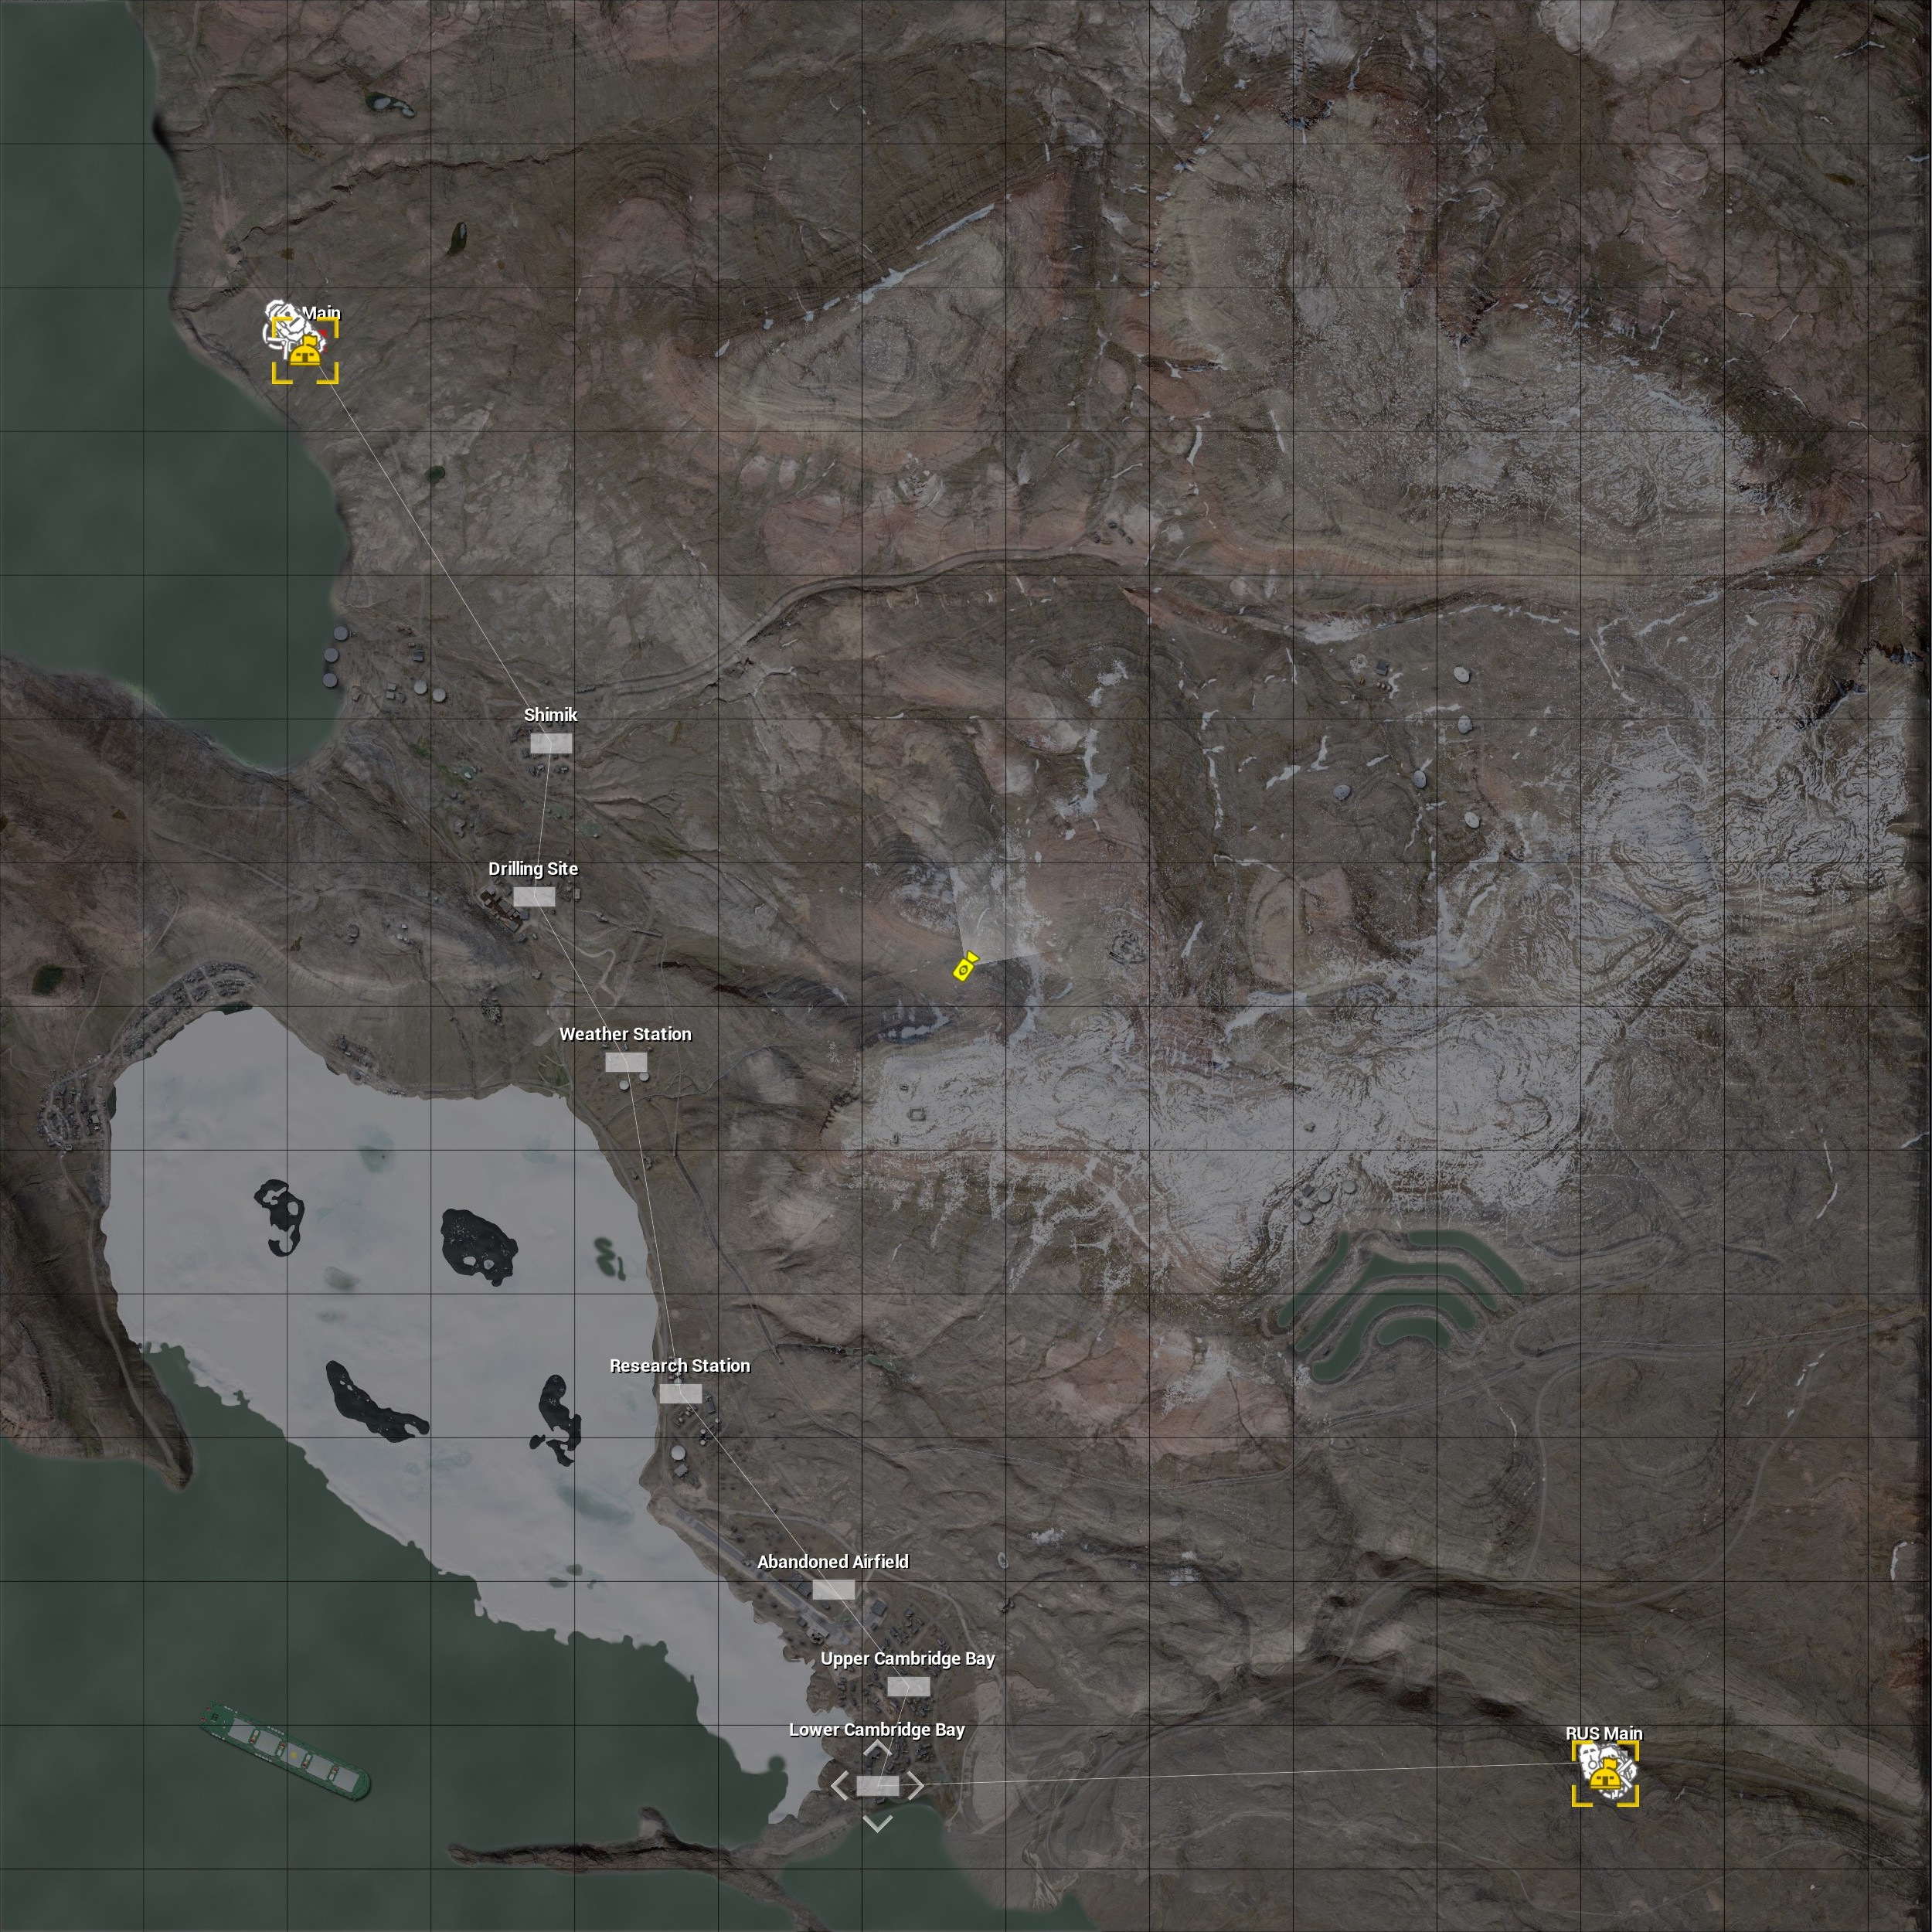 Main
Shimik
Drilling Site
Weather Station
Research Station
Abandoned Airfield
Upper Cambridge Bay
Lower Cambridge Bay
RUS Main